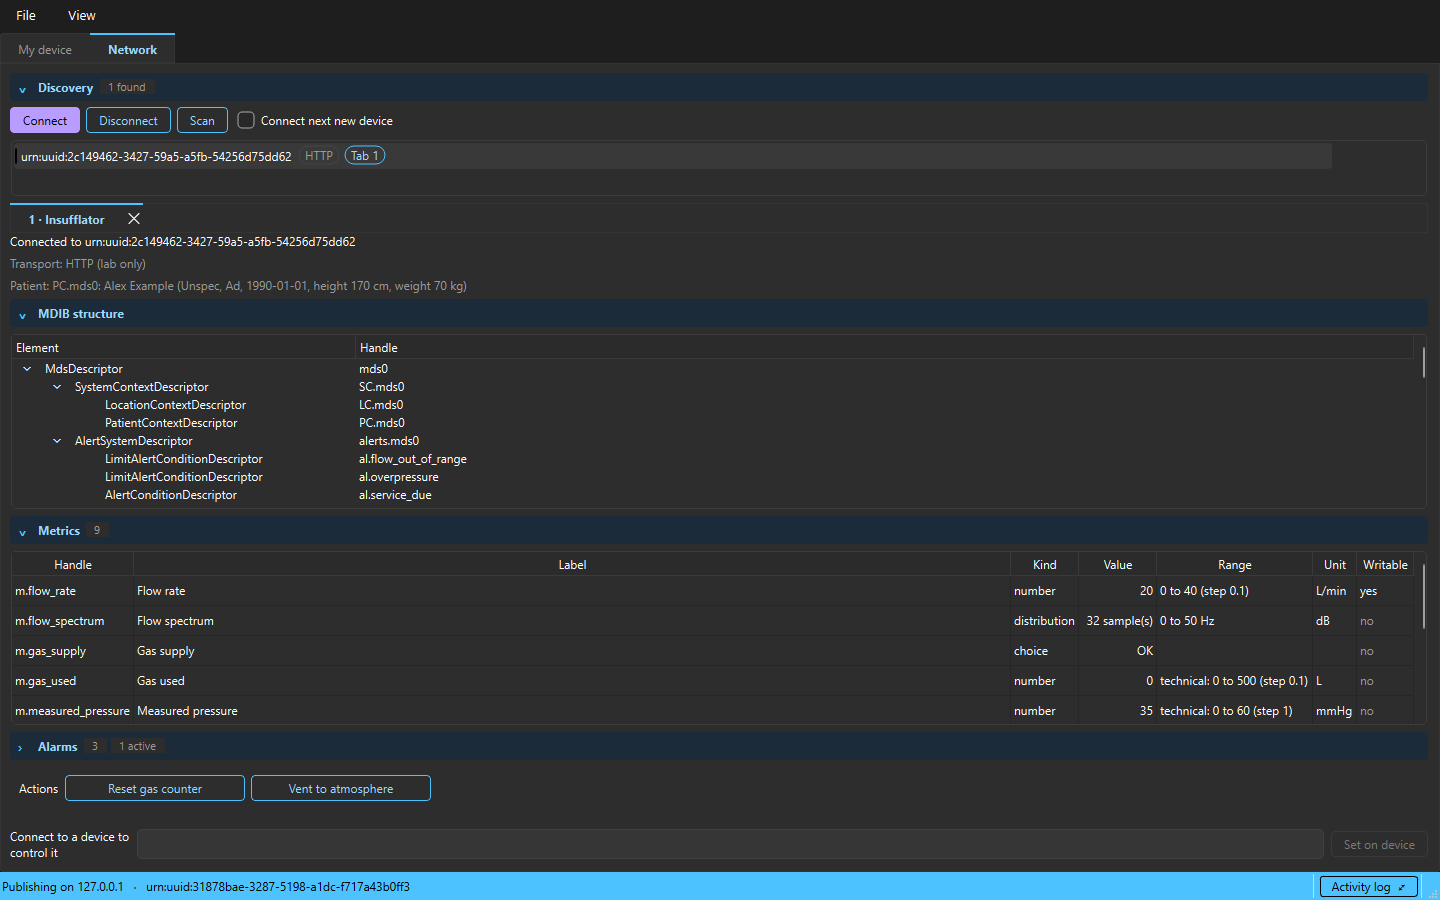 File View
My device Network
Discovery 1 found
Connect Disconnect Scan Connect next new device
urn:uuid:2c149462-3427-59a5-a5fb-54256d75dd62 HTTP Tab 1
1 · Insufflator
Connected to urn:uuid:2c149462-3427-59a5-a5fb-54256d75dd62
Transport: HTTP (lab only)
Patient: PC.mds0: Alex Example (Unspec, Ad, 1990-01-01, height 170 cm, weight 70 kg)
MDIB structure
Element Handle
MdsDescriptor mds0
SystemContextDescriptor SC.mds0
LocationContextDescriptor LC.mds0
PatientContextDescriptor PC.mds0
AlertSystemDescriptor alerts.mds0
LimitAlertConditionDescriptor al.flow_out_of_range
LimitAlertConditionDescriptor al.overpressure
AlertConditionDescriptor al.service_due
Metrics 9
Handle Label Kind Value Range Unit Writable
m.flow_rate Flow rate number 20 0 to 40 (step 0.1) L/min yes
m.flow_spectrum Flow spectrum distribution 32 sample(s) 0 to 50 Hz dB no
m.gas_supply Gas supply choice OK no
m.gas_used Gas used number 0 technical: 0 to 500 (step 0.1) L no
m.measured_pressure Measured pressure number 35 technical: 0 to 60 (step 1) mmHg no
Alarms 3 1 active
Actions Reset gas counter Vent to atmosphere
Connect to a device to
control it
Set on device
Publishing on 127.0.0.1 · urn:uuid:31878bae-3287-5198-a1dc-f717a43b0ff3 Activity log